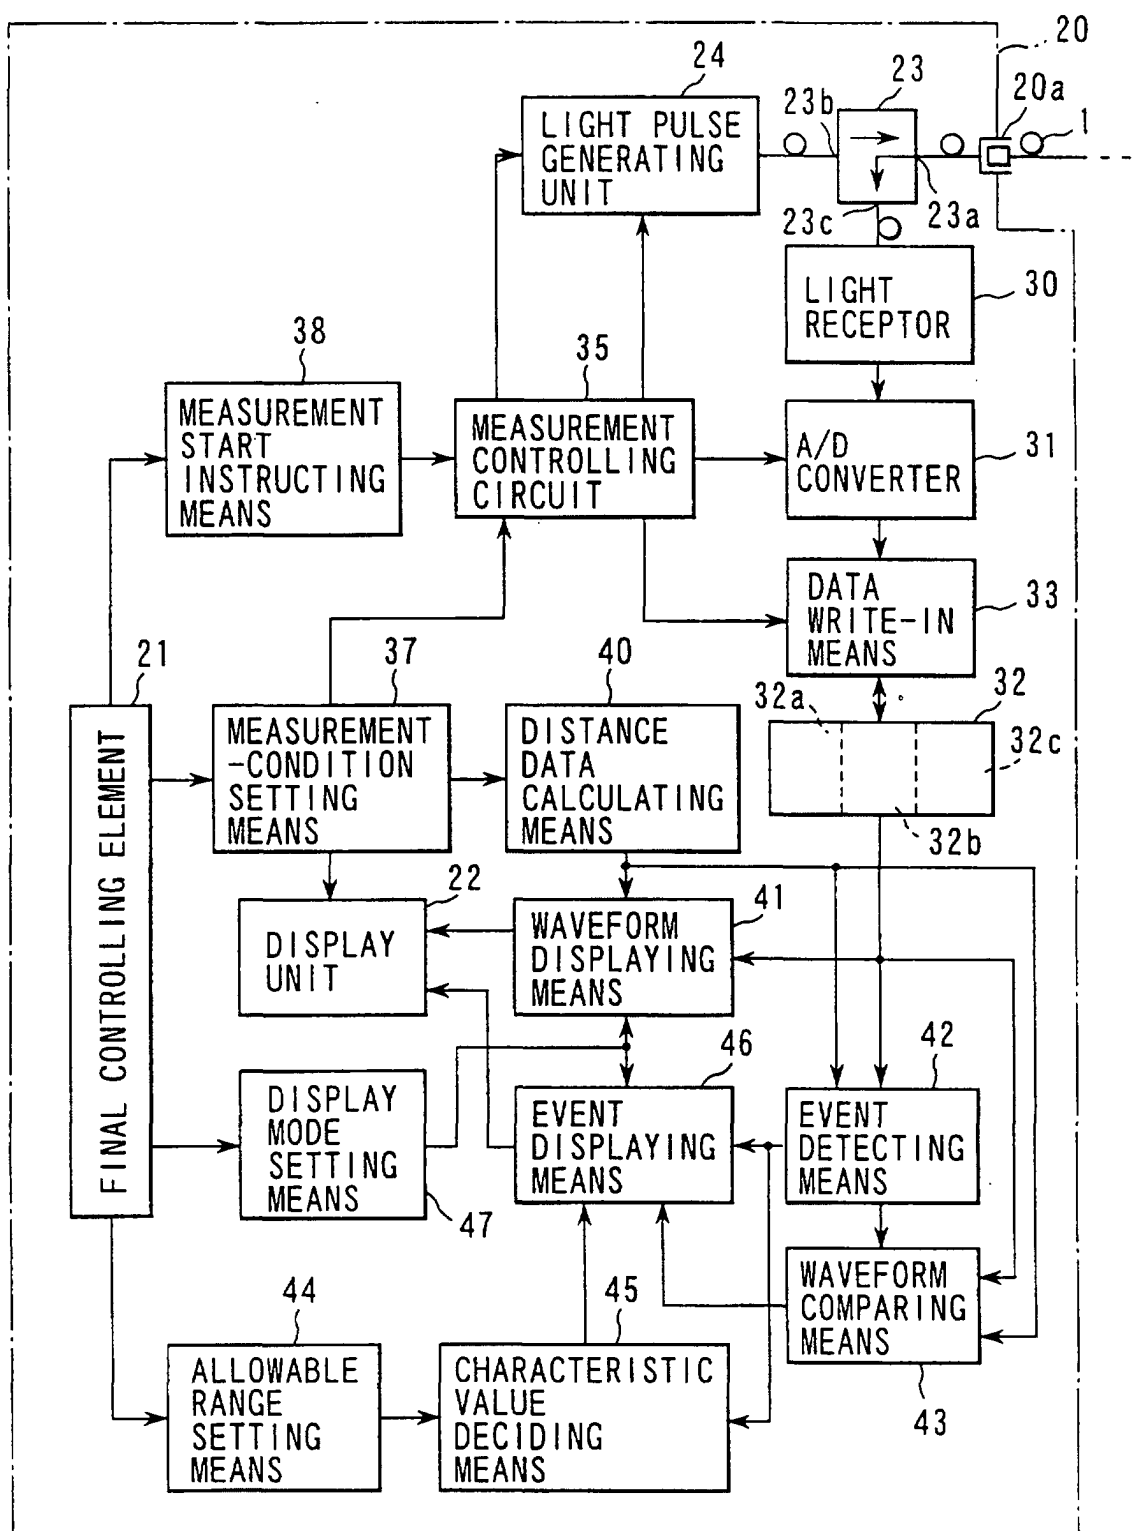 20
24
23
20a
1
23b
LIGHT PULSE
GENERATING
UNIT
23c
23a
LIGHT
RECEPTOR
30
38
35
MEASUREMENT
START
INSTRUCTING
MEANS
MEASUREMENT
CONTROLLING
CIRCUIT
A/D
CONVERTER
31
DATA
WRITE-IN
MEANS
33
21
37
40
32a
32
FINAL CONTROLLING ELEMENT
MEASUREMENT
-CONDITION
SETTING
MEANS
DISTANCE
DATA
CALCULATING
MEANS
32c
32b
22
41
DISPLAY
UNIT
WAVEFORM
DISPLAYING
MEANS
46
42
DISPLAY
MODE
SETTING
MEANS
47
EVENT
DISPLAYING
MEANS
EVENT
DETECTING
MEANS
44
45
WAVEFORM
COMPARING
MEANS
43
ALLOWABLE
RANGE
SETTING
MEANS
CHARACTERISTIC
VALUE
DECIDING
MEANS